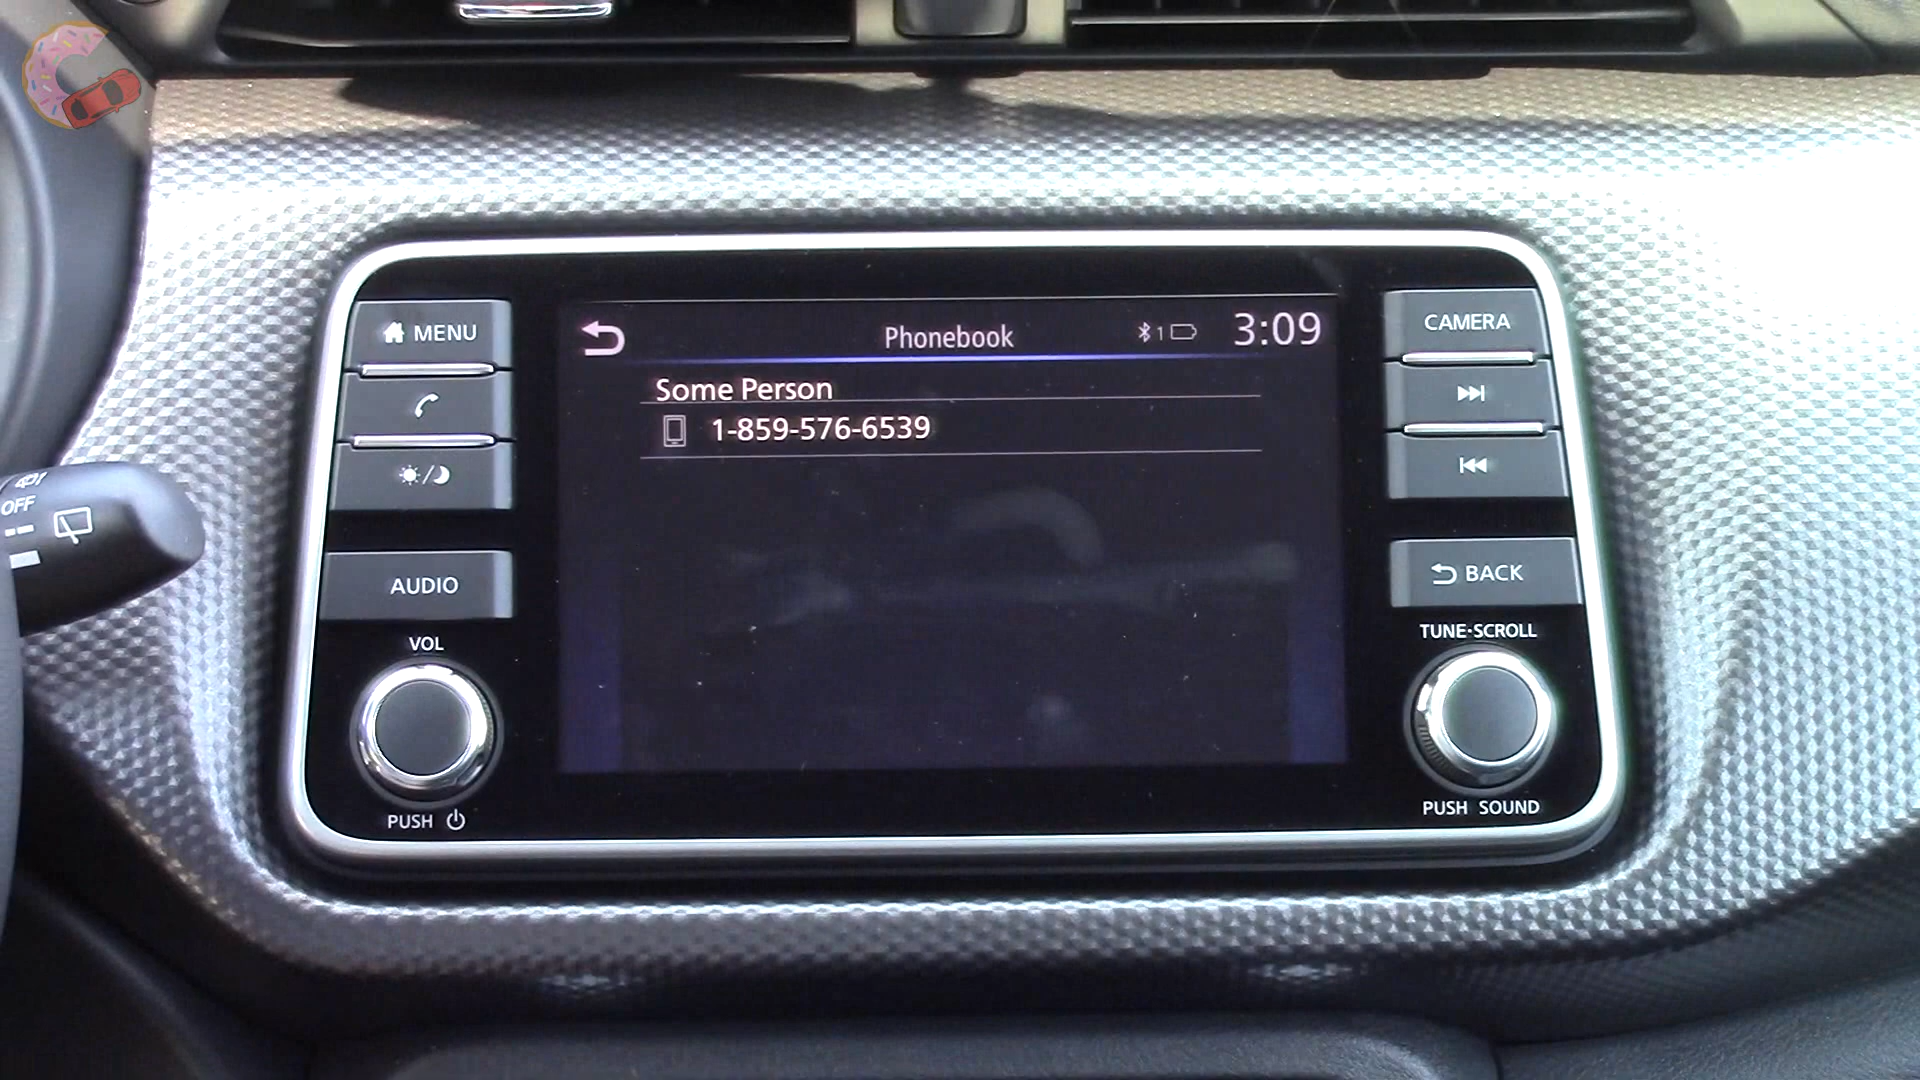 MENU
AUDIO
VOL
PUSH
Phonebook
1
3:09
Some Person
1-859-576-6539
CAMERA
BACK
TUNE·SCROLL
PUSH SOUND
OFF